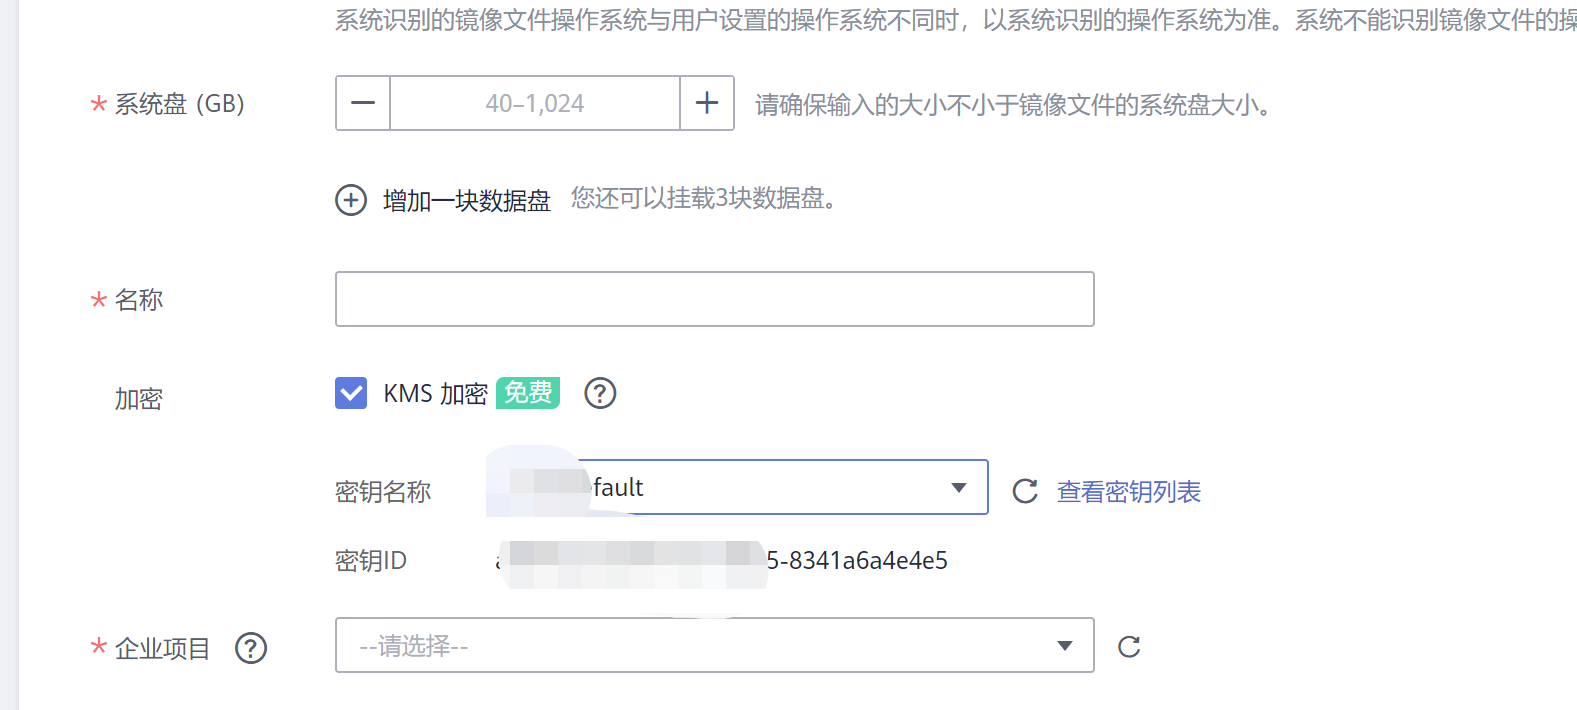 系统识别的镜像文件操作系统与用户设置的操作系统不同时，以系统识别的操作系统为准。系统不能识别镜像文件的操
* 系统盘 (GB) 40–1,024 请确保输入的大小不小于镜像文件的系统盘大小。
增加一块数据盘 您还可以挂载3块数据盘。
* 名称
加密 KMS 加密 免费
密钥名称 fault 查看密钥列表
密钥ID 5-8341a6a4e4e5
* 企业项目 --请选择--